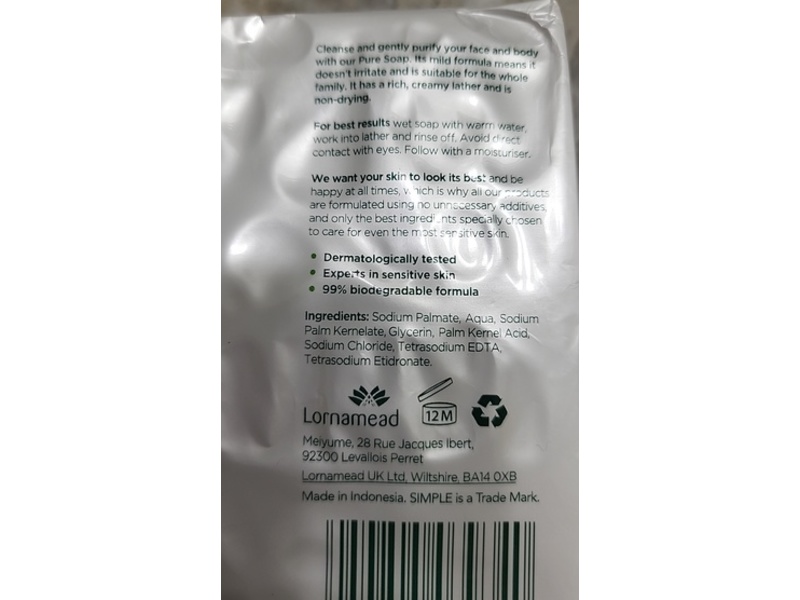 Cleanse and gently purify your face and body
with our Pure Soap. Its mild formula means it
doesn't irritate and is suitable for the whole
family. It has a rich, creamy lather and is
non-drying.
For best results wet soap with warm water,
work into lather and rinse off. Avoid direct
contact with eyes. Follow with a moisturiser.
We want your skin to look its best and be
happy at all times, which is why all our products
are formulated using no unnecessary additives,
and only the best ingredients specially chosen
to care for even the most sensitive skin.
• Dermatologically tested
• Experts in sensitive skin
• 99% biodegradable formula
Ingredients: Sodium Palmate, Aqua, Sodium
Palm Kernelate, Glycerin, Palm Kernel Acid,
Sodium Chloride, Tetrasodium EDTA,
Tetrasodium Etidronate.
Lornamead 12M
Meiyume, 28 Rue Jacques Ibert,
92300 Levallois Perret
Lornamead UK Ltd, Wiltshire, BA14 0XB
Made in Indonesia. SIMPLE is a Trade Mark.